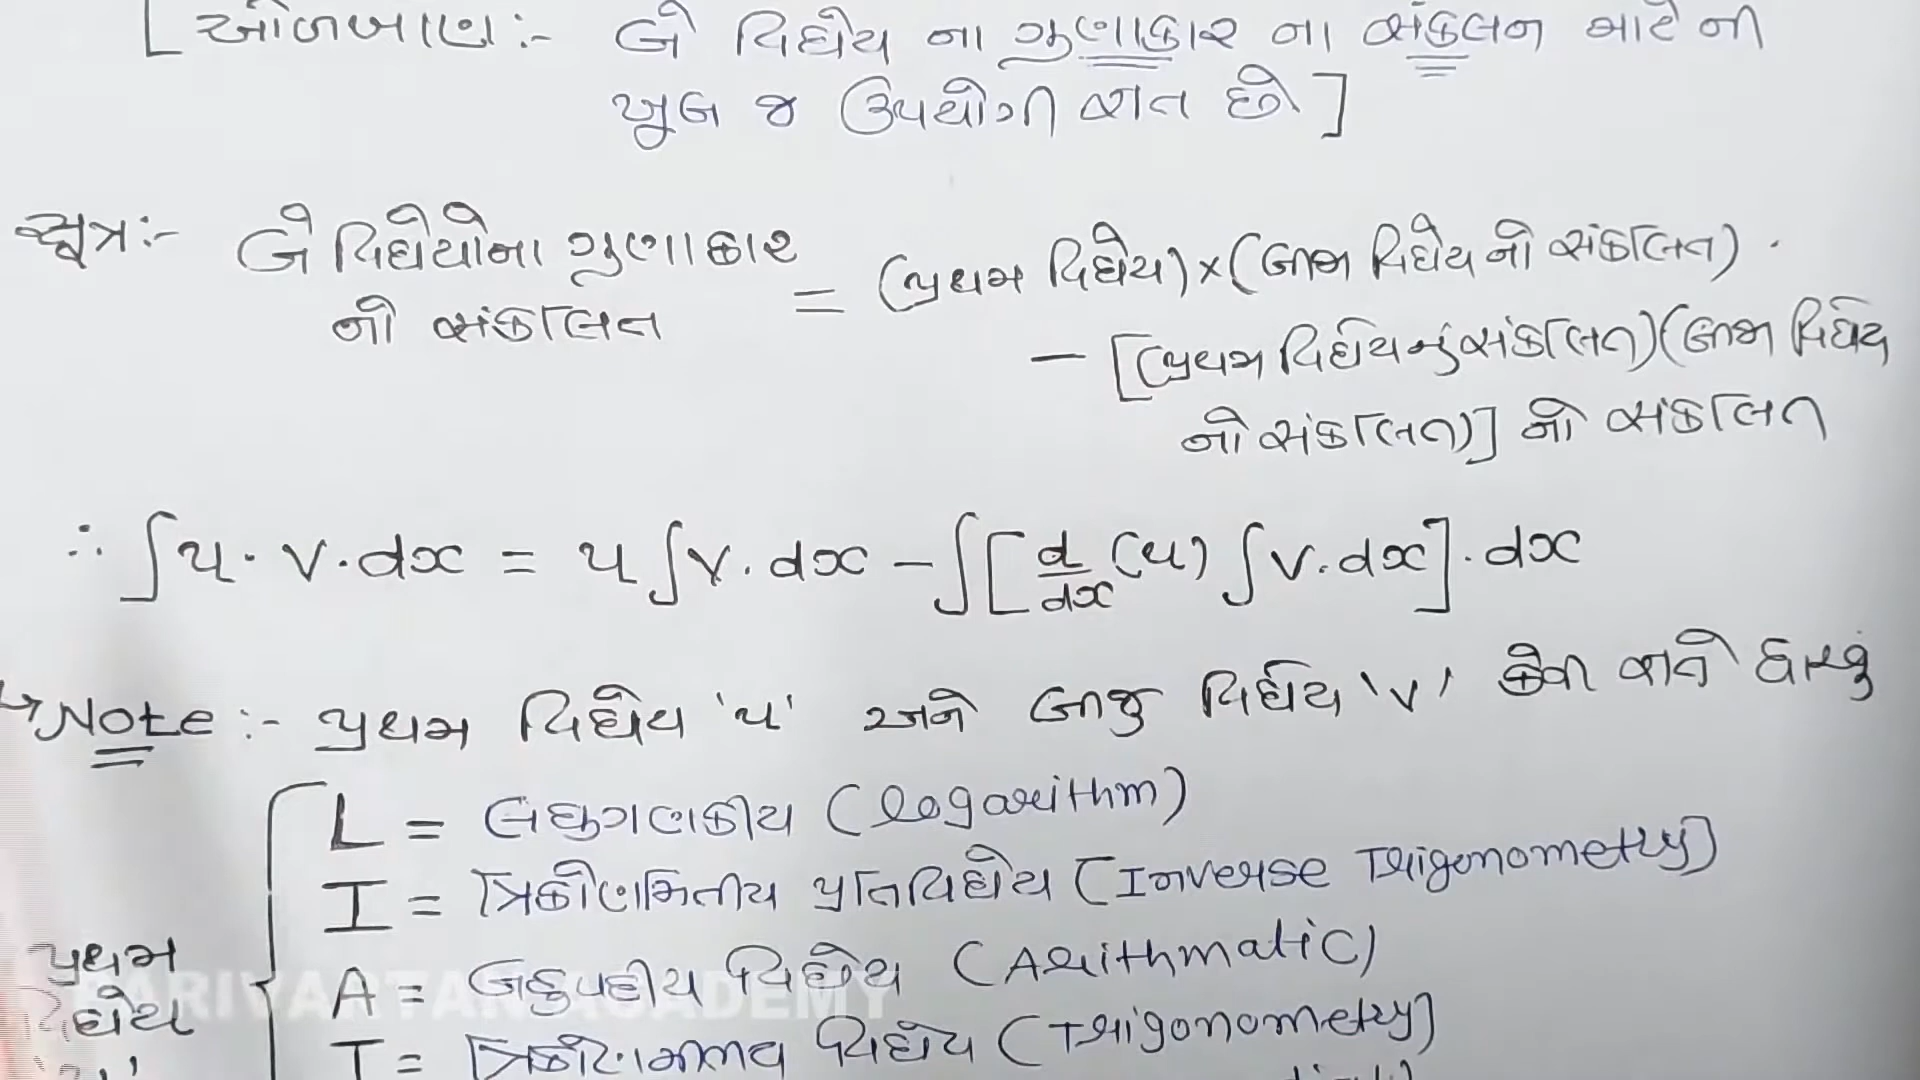 [ ઓળખાણ :- બે વિધેય ના ગુણાકાર ના સંકલન માટે ની
ખુબ જ ઉપયોગી વાત છે ]
સૂત્ર :- બે વિધેયોના ગુણાકાર
નો સંકલિત
= (પ્રથમ વિધેય) × (બીજા વિધેય નો સંકલિત) .
– [(પ્રથમ વિધેયનું સંકલિત)(બીજા વિધેય
નો સંકલિત)] નો સંકલિત
∴ ∫u. v. dx = u∫v. dx – ∫[d/dx (u) ∫v. dx]. dx
↳ Note :- પ્રથમ વિધેય 'u' અને બીજુ વિધેય 'v' કેવી રીતે ધારવું
L = લઘુગણકીય (Logarithm)
I = ત્રિકોણમિતીય પ્રતિવિધેય (Inverse Trigonometry)
પ્રથમ
A = બહુપદીય વિધેય (Arithmatic)
વિધેય
PARIVARTAN ACADEMY
T = વિધેય (Trigonometry)